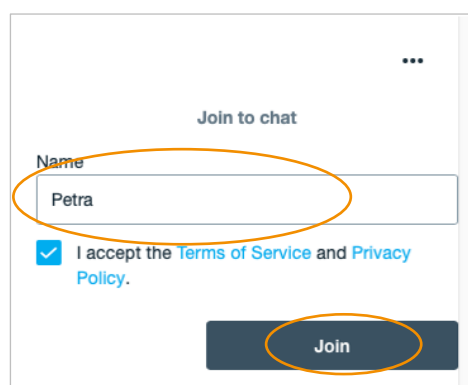 Join to chat
Name
Petra
I accept the Terms of Service and Privacy
Policy.
Join